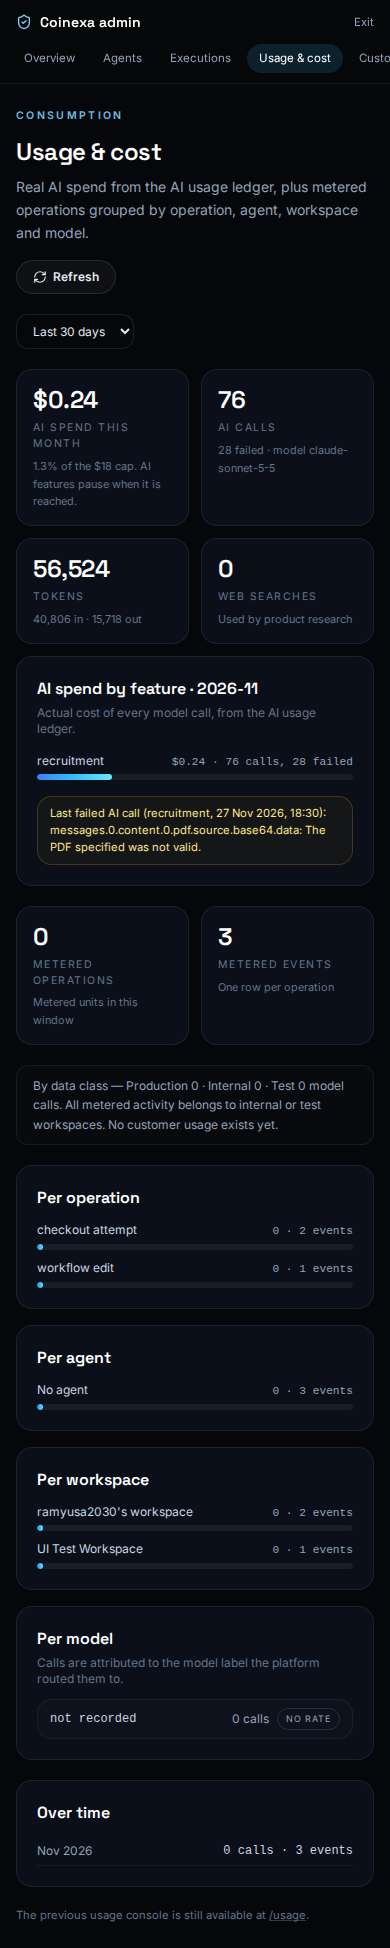 Coinexa admin
Exit
Overview
Agents
Executions
Usage & cost
Custo
CONSUMPTION
Usage & cost
Real AI spend from the AI usage ledger, plus metered
operations grouped by operation, agent, workspace
and model.
Refresh
Last 30 days
$0.24
AI SPEND THIS
MONTH
1.3% of the $18 cap. AI
features pause when it is
reached.
76
AI CALLS
28 failed · model claude-
sonnet-5-5
56,524
TOKENS
40,806 in · 15,718 out
0
WEB SEARCHES
Used by product research
AI spend by feature · 2026-11
Actual cost of every model call, from the AI usage
ledger.
recruitment
$0.24 · 76 calls, 28 failed
Last failed AI call (recruitment, 27 Nov 2026, 18:30):
messages.0.content.0.pdf.source.base64.data: The
PDF specified was not valid.
0
METERED
OPERATIONS
Metered units in this
window
3
METERED EVENTS
One row per operation
By data class — Production 0 · Internal 0 · Test 0 model
calls. All metered activity belongs to internal or test
workspaces. No customer usage exists yet.
Per operation
checkout attempt
0 · 2 events
workflow edit
0 · 1 events
Per agent
No agent
0 · 3 events
Per workspace
ramyusa2030's workspace
0 · 2 events
UI Test Workspace
0 · 1 events
Per model
Calls are attributed to the model label the platform
routed them to.
not recorded
0 calls
NO RATE
Over time
Nov 2026
0 calls · 3 events
The previous usage console is still available at /usage.